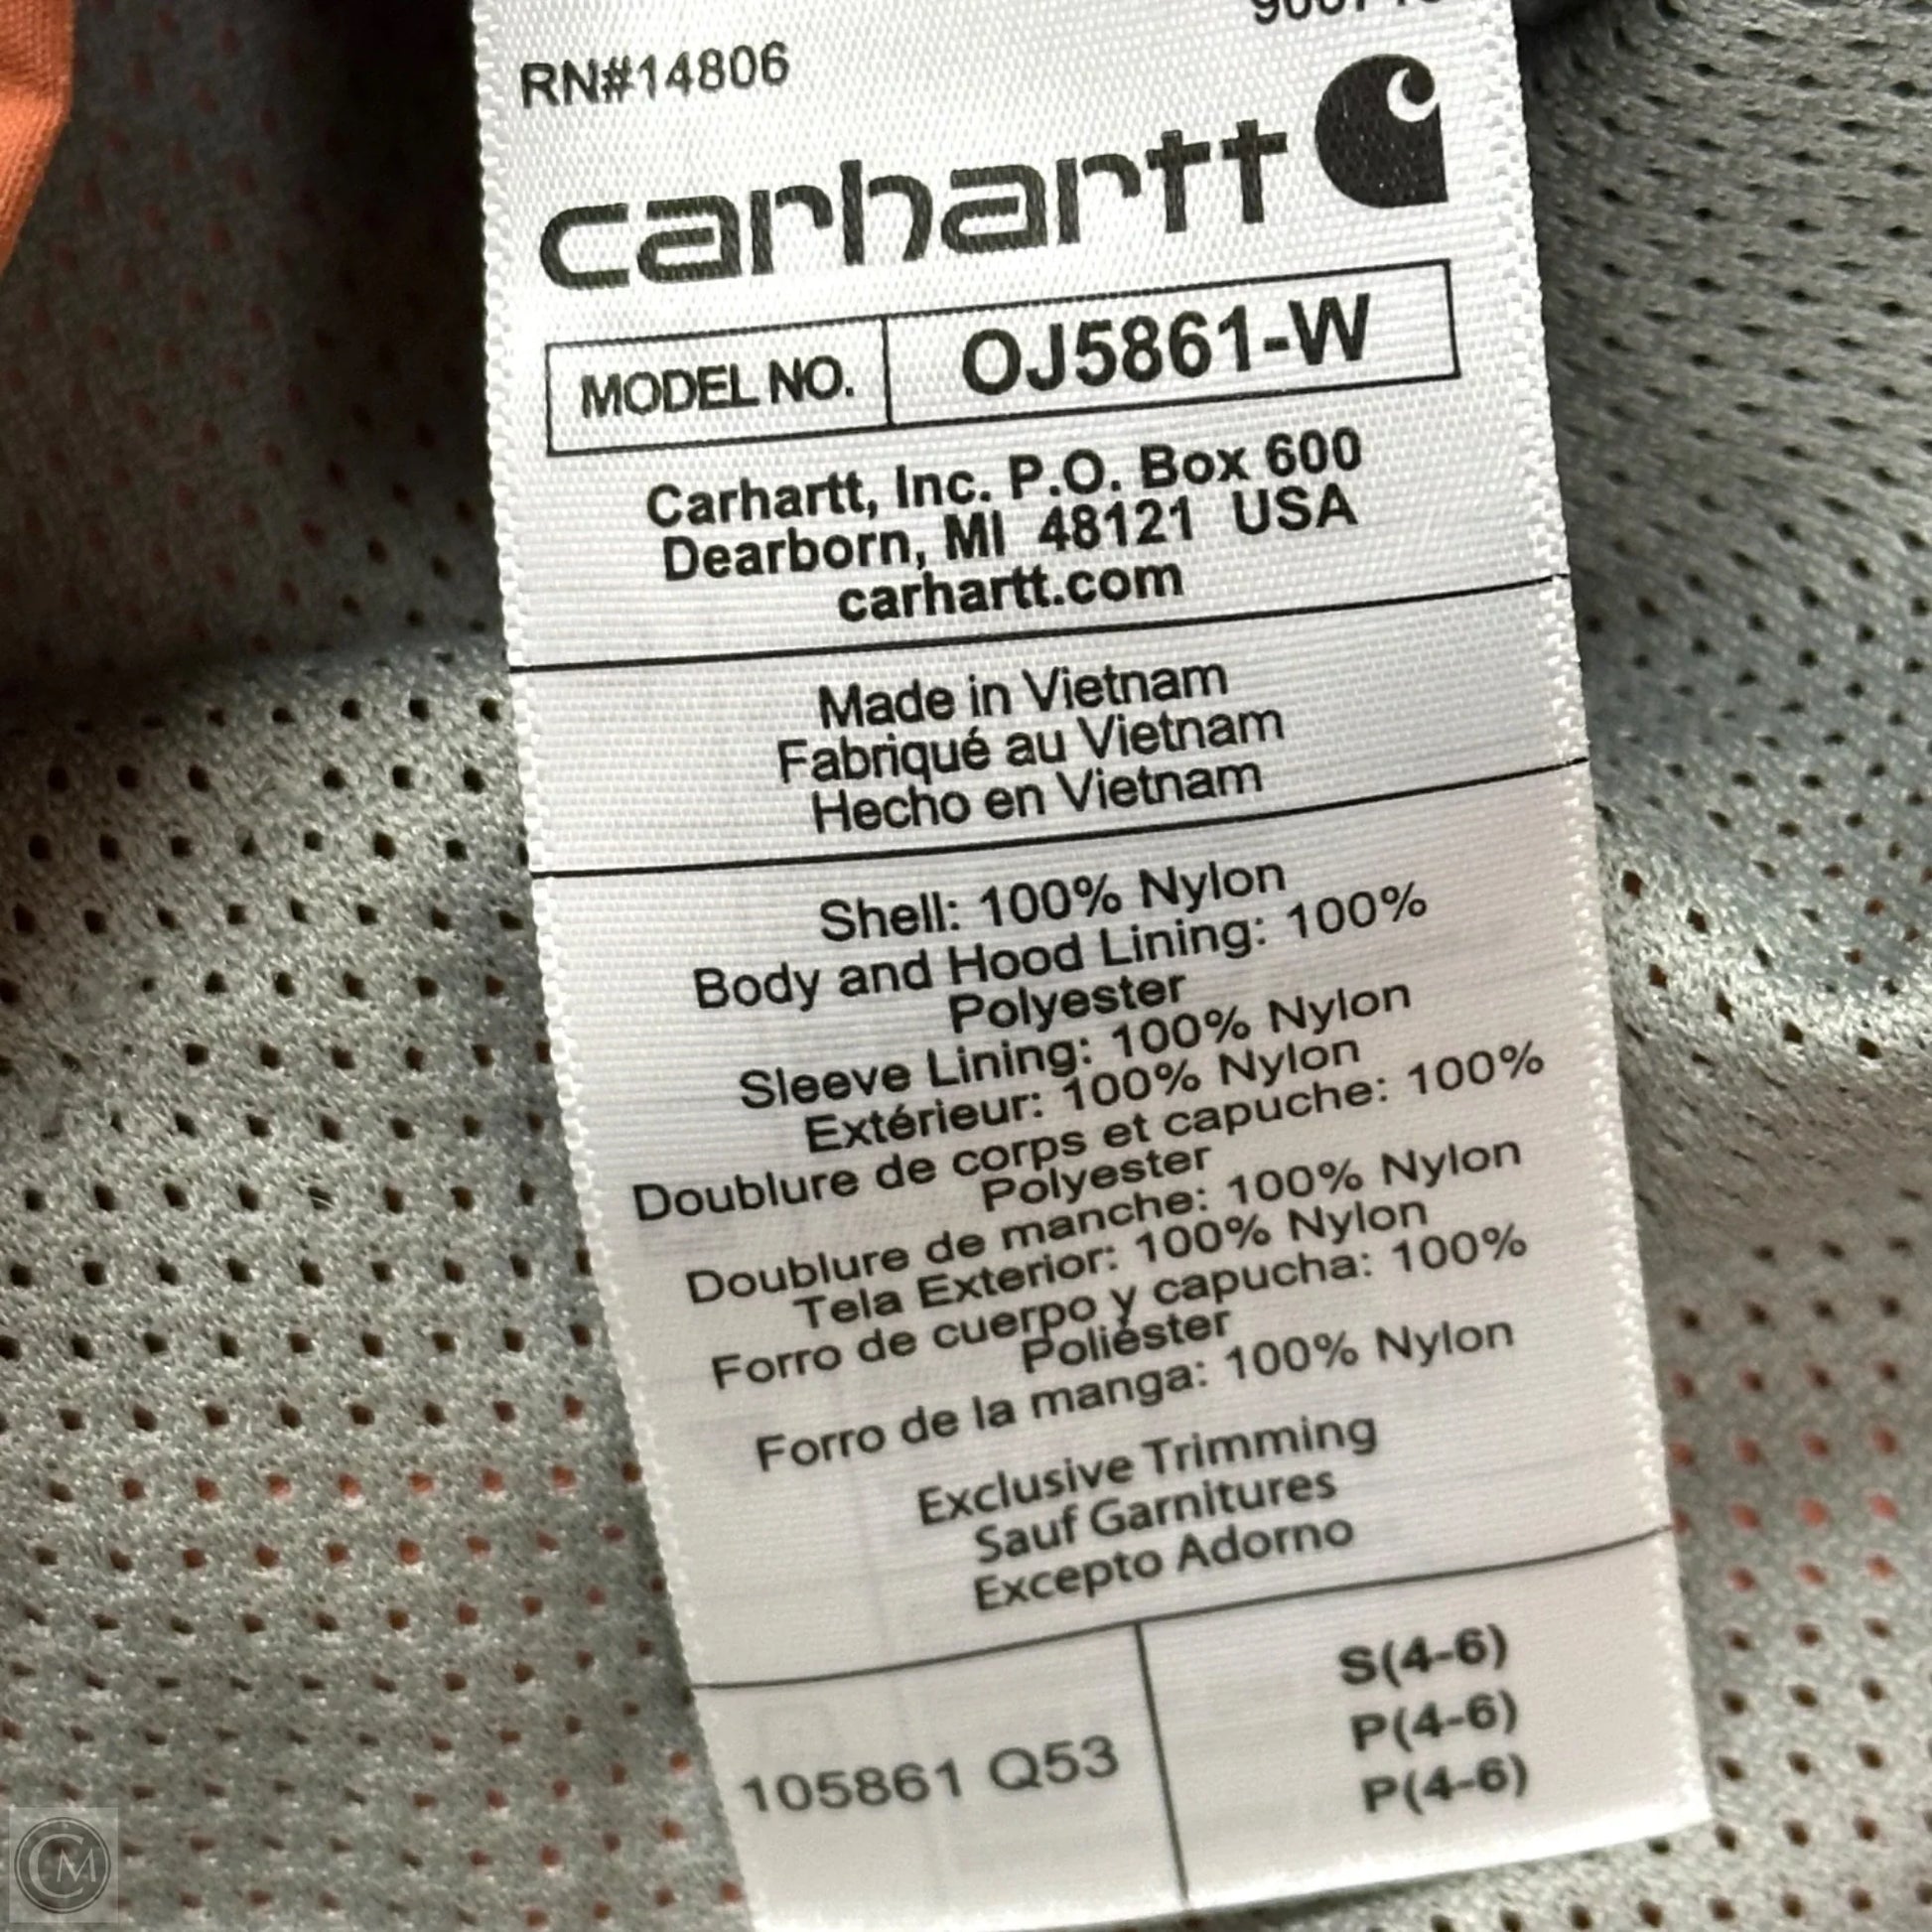 RN#14806
carhartt
MODEL NO. OJ5861-W
Carhartt, Inc. P.O. Box 600
Dearborn, MI 48121 USA
carhartt.com
Made in Vietnam
Fabriqué au Vietnam
Hecho en Vietnam
Shell: 100% Nylon
Body and Hood Lining: 100%
Polyester
Sleeve Lining: 100% Nylon
Extérieur: 100% Nylon
Doublure de corps et capuche: 100%
Polyester
Doublure de manche: 100% Nylon
Tela Exterior: 100% Nylon
Forro de cuerpo y capucha: 100%
Poliéster
Forro de la manga: 100% Nylon
Exclusive Trimming
Sauf Garnitures
Excepto Adorno
105861 Q53
S(4-6)
P(4-6)
P(4-6)
CM